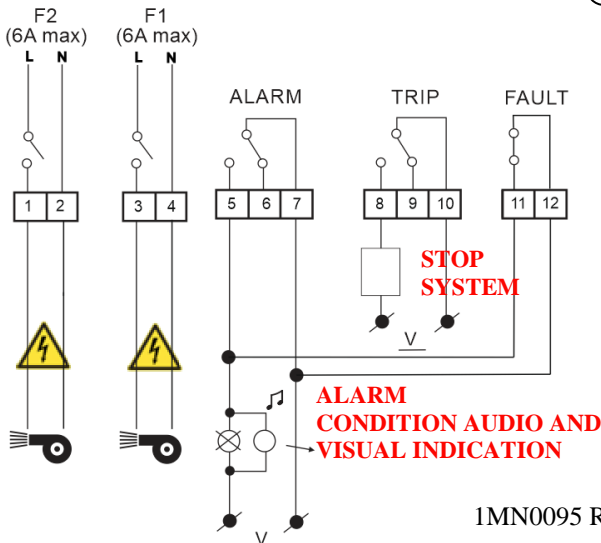 F2
(6A max)
L N
F1
(6A max)
L N
ALARM
TRIP
FAULT
1 2
3 4
5 6 7
8 9 10
11 12
STOP
SYSTEM
V
ALARM
CONDITION AUDIO AND
VISUAL INDICATION
V
1MN0095 R